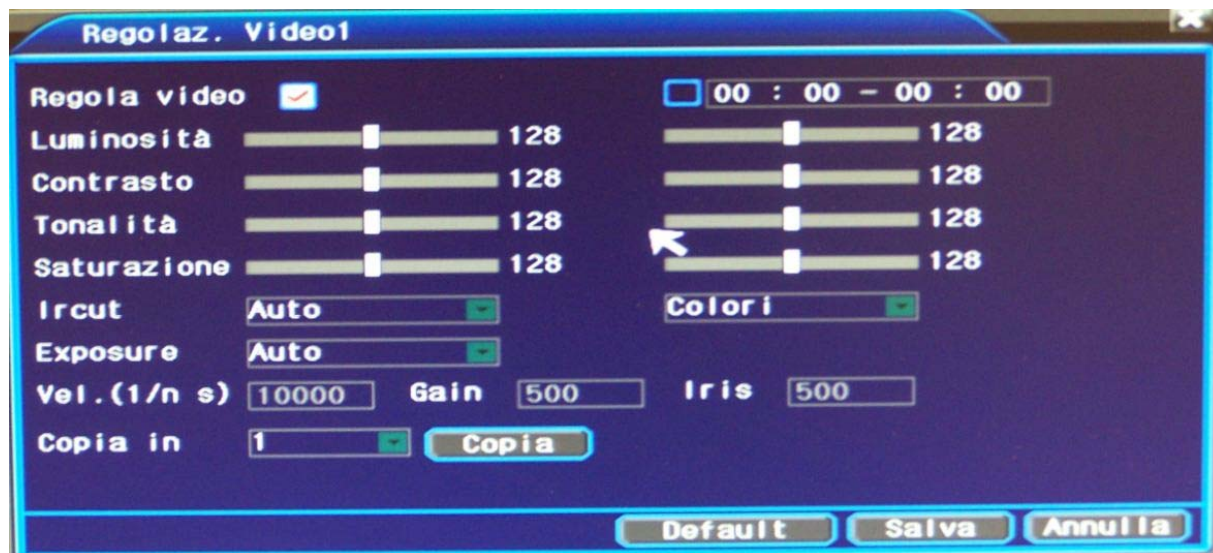 Regolaz. Video1
Regola video 00 : 00 - 00 : 00
Luminosità 128 128
Contrasto 128 128
Tonalità 128 128
Saturazione 128 128
Ircut Auto Colori
Exposure Auto
Vel.(1/n s) 10000 Gain 500 Iris 500
Copia in 1 Copia
Default Salva Annulla